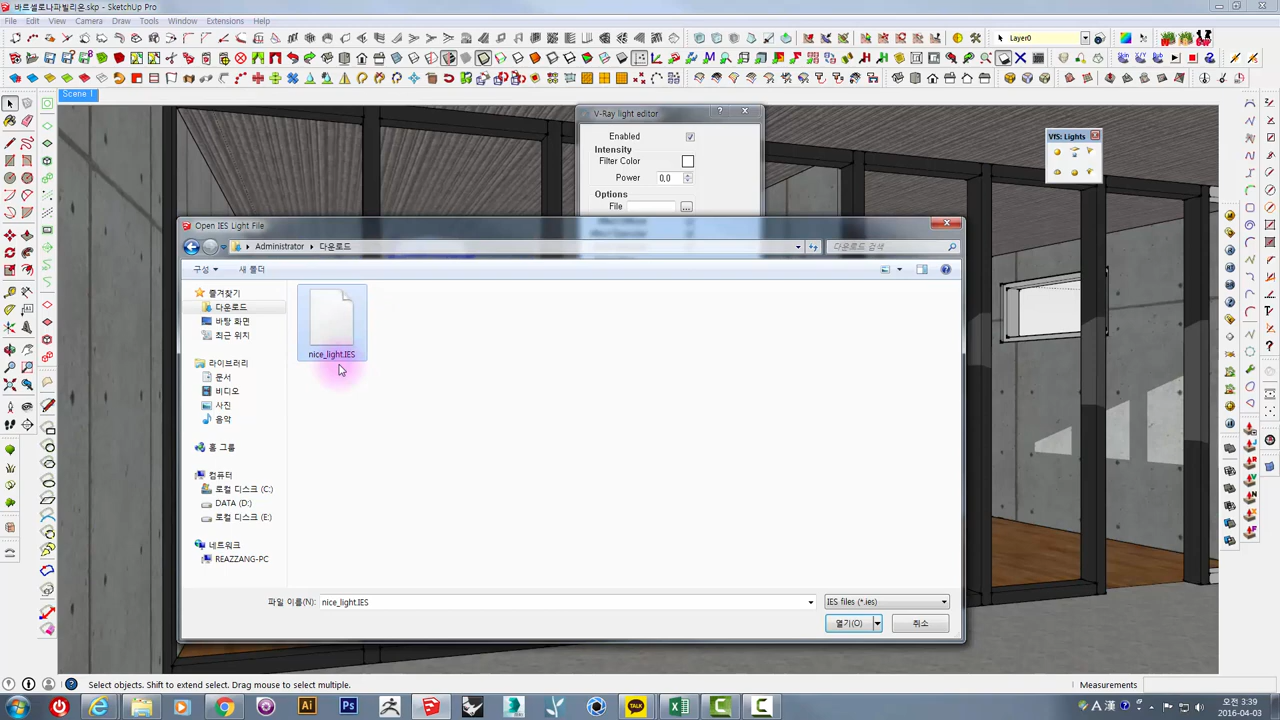 바르셀로나파빌리온.skp - SketchUp Pro
File Edit View Camera Draw Tools Window Extensions Help
Layer0
Scene 1
V-Ray light editor
Enabled
Intensity
Filter Color
Power 0.0
Options
File
VfS: Lights
Open IES Light File
Administrator 다운로드
다운로드 검색
구성 새 폴더
즐겨찾기
다운로드
바탕 화면
최근 위치
라이브러리
문서
비디오
사진
음악
홈 그룹
컴퓨터
로컬 디스크 (C:)
DATA (D:)
로컬 디스크 (E:)
네트워크
REAZZANG-PC
nice_light.IES
파일 이름(N): nice_light.IES
IES files (*.ies)
열기(O) 취소
Select objects. Shift to extend select. Drag mouse to select multiple.
Measurements
Ai Ps TALK
A 漢
오전 3:39
2016-04-03